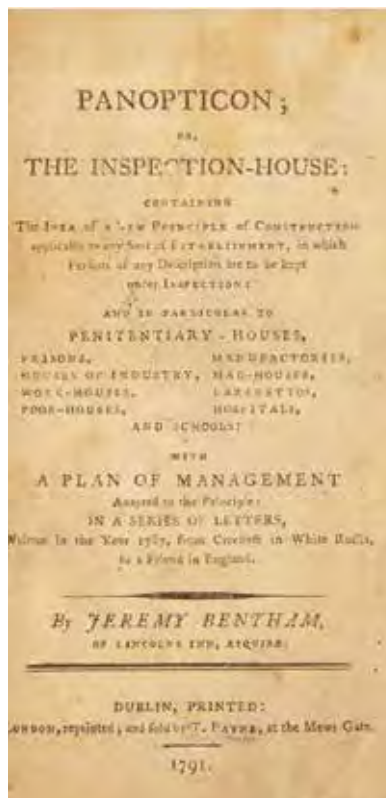 PANOPTICON;
OR,
THE INSPECTION-HOUSE:
CONTAINING
The IDEA of a NEW PRINCIPLE of CONSTRUCTION
applicable to any Sort of ESTABLISHMENT, in which
Persons of any Description are to be kept
under INSPECTION:
AND IN PARTICULAR TO
PENITENTIARY-HOUSES,
PRISONS, MANUFACTORIES,
HOUSES OF INDUSTRY, MAD-HOUSES,
WORK-HOUSES, LAZARETTOS,
POOR-HOUSES, HOSPITALS,
AND SCHOOLS:
WITH
A PLAN OF MANAGEMENT
Adapted to the Principle:
IN A SERIES OF LETTERS,
Written in the Year 1787, from Crecheff in White Russia,
to a Friend in England.
By JEREMY BENTHAM,
OF LINCOLNS INN, ESQUIRE.
DUBLIN, PRINTED:
LONDON, reprinted; and sold by T. PAYNE, at the Mews Gate.
1791.